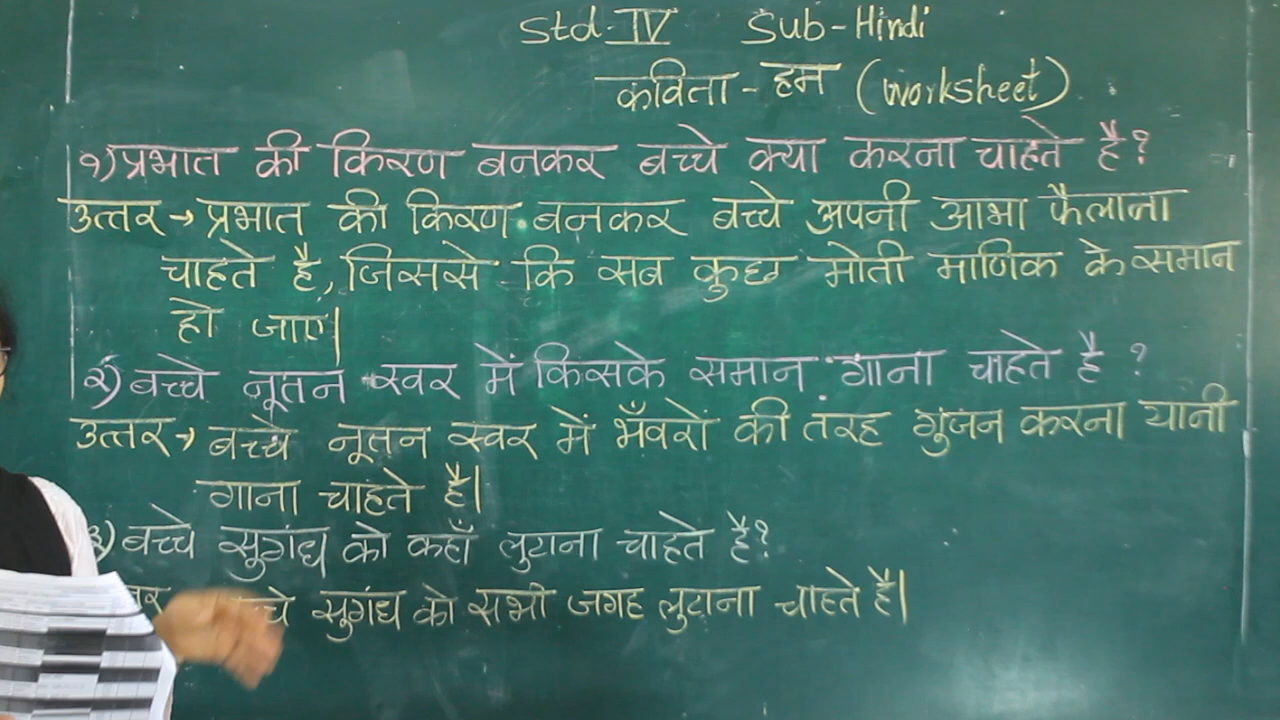 Std-IV Sub-Hindi
कविता - हम (worksheet)
१) प्रभात की किरण बनकर बच्चे क्या करना चाहते है?
उत्तर → प्रभात की किरण बनकर बच्चे अपनी आभा फैलाना
चाहते है, जिससे कि सब कुछ मोती माणिक के समान
हो जाए।
२) बच्चे नूतन स्वर में किसके समान गाना चाहते है ?
उत्तर → बच्चे नूतन स्वर में भँवरों की तरह गुंजन करना यानी
गाना चाहते है।
३) बच्चे सुगंध को कहाँ लुटाना चाहते है?
सुगंध को सभी जगह लुटाना चाहते है।